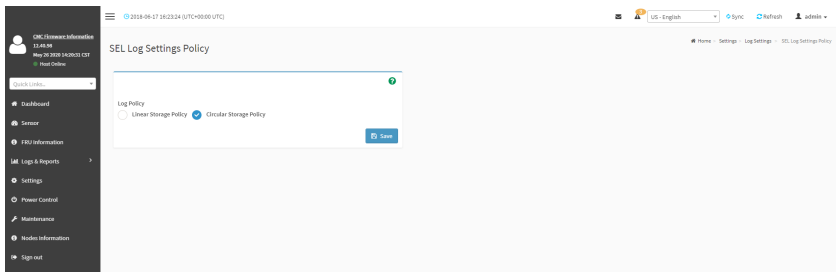 2018-06-17 16:23:24 (UTC+00:00 UTC)
US - English
Sync
Refresh
admin
CMC Firmware Information
12.40.98
May 26 2020 14:20:31 CST
Host Online
Quick Links...
Dashboard
Sensor
FRU Information
Logs & Reports
Settings
Power Control
Maintenance
Nodes Information
Sign out
SEL Log Settings Policy
Home > Settings > Log Settings > SEL Log Settings Policy
Log Policy
Linear Storage Policy Circular Storage Policy
Save